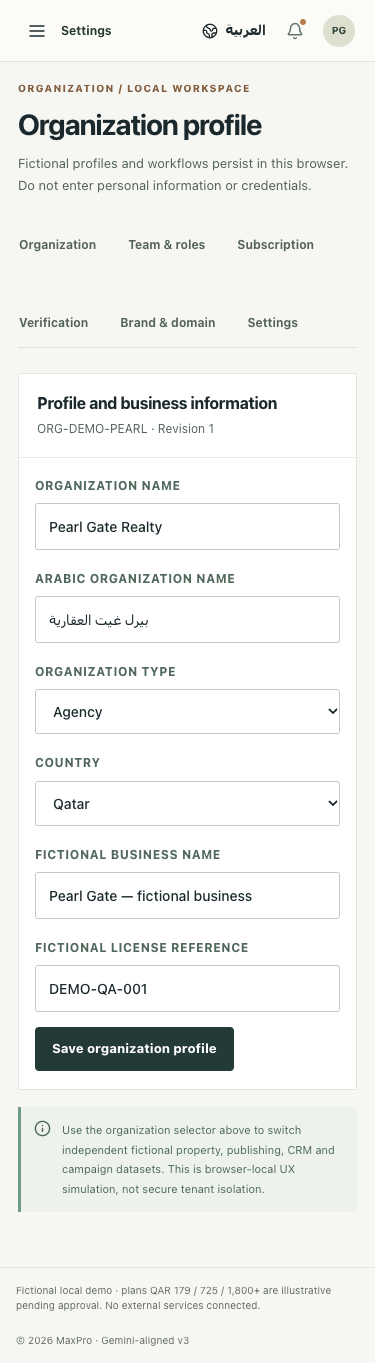 Settings
العربية
PG
ORGANIZATION / LOCAL WORKSPACE
Organization profile
Fictional profiles and workflows persist in this browser.
Do not enter personal information or credentials.
Organization
Team & roles
Subscription
Verification
Brand & domain
Settings
Profile and business information
ORG-DEMO-PEARL · Revision 1
ORGANIZATION NAME
Pearl Gate Realty
ARABIC ORGANIZATION NAME
بيرل غيت العقارية
ORGANIZATION TYPE
Agency
COUNTRY
Qatar
FICTIONAL BUSINESS NAME
Pearl Gate — fictional business
FICTIONAL LICENSE REFERENCE
DEMO-QA-001
Save organization profile
Use the organization selector above to switch
independent fictional property, publishing, CRM and
campaign datasets. This is browser-local UX
simulation, not secure tenant isolation.
Fictional local demo · plans QAR 179 / 725 / 1,800+ are illustrative
pending approval. No external services connected.
© 2026 MaxPro · Gemini-aligned v3